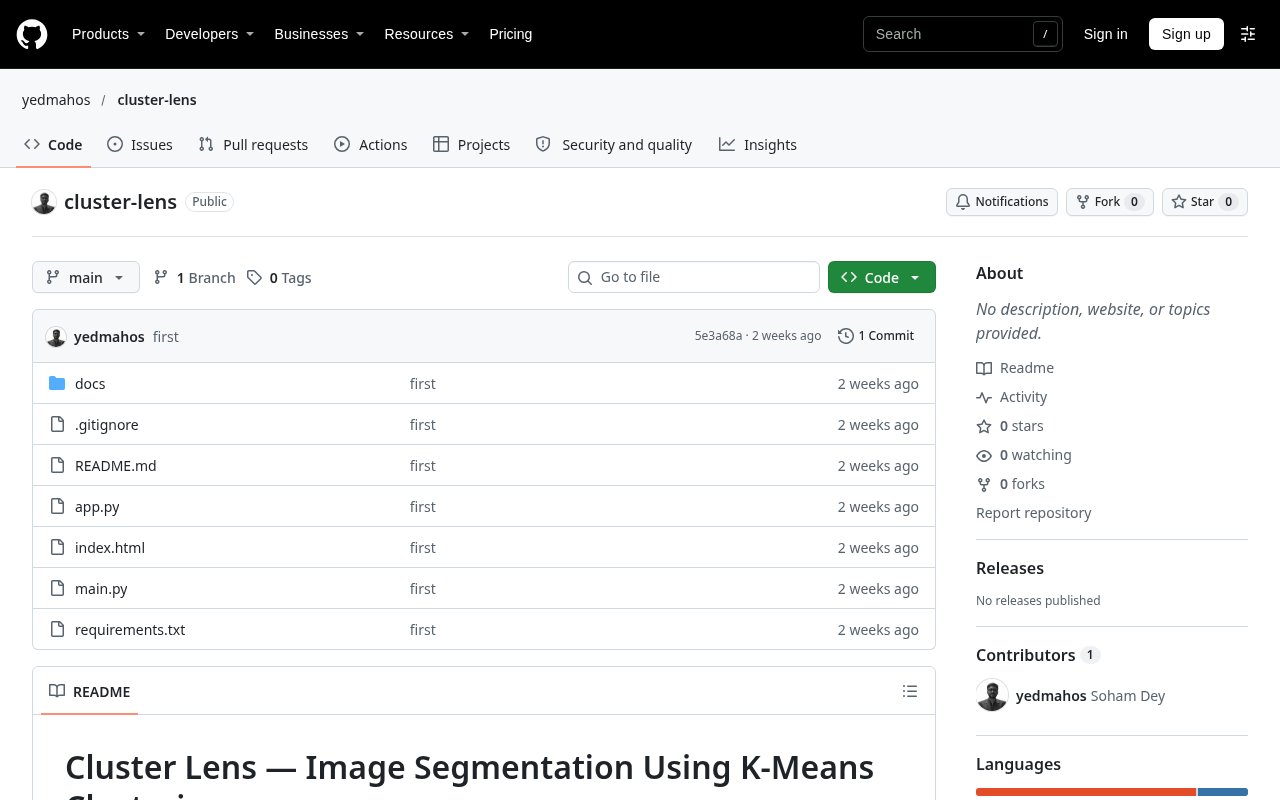 Products Developers Businesses Resources Pricing Search / Sign in Sign up
yedmahos / cluster-lens
Code Issues Pull requests Actions Projects Security and quality Insights
cluster-lens Public Notifications Fork 0 Star 0
main 1 Branch 0 Tags Go to file Code
yedmahos first 5e3a68a · 2 weeks ago 1 Commit
docs first 2 weeks ago
.gitignore first 2 weeks ago
README.md first 2 weeks ago
app.py first 2 weeks ago
index.html first 2 weeks ago
main.py first 2 weeks ago
requirements.txt first 2 weeks ago
README
Cluster Lens — Image Segmentation Using K-Means
About
No description, website, or topics
provided.
Readme
Activity
0 stars
0 watching
0 forks
Report repository
Releases
No releases published
Contributors 1
yedmahos Soham Dey
Languages